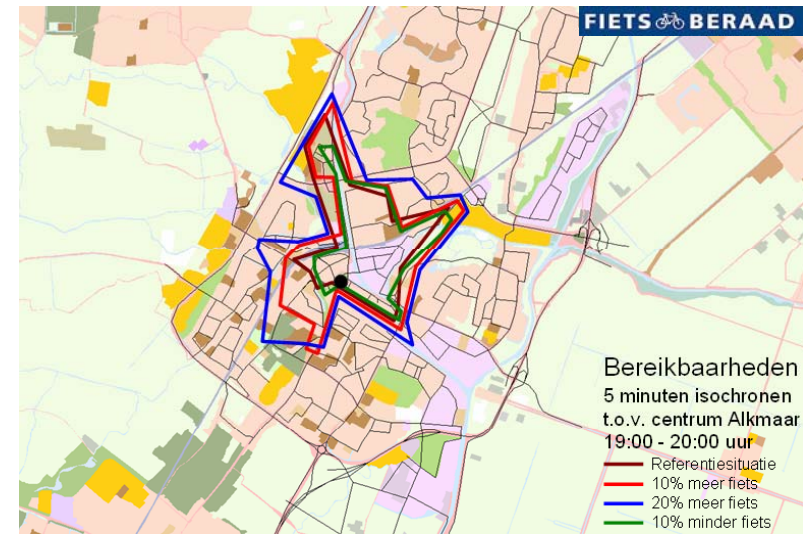 FIETS BERAAD
Bereikbaarheden
5 minuten isochronen
t.o.v. centrum Alkmaar
19:00 - 20:00 uur
Referentiesituatie
10% meer fiets
20% meer fiets
10% minder fiets